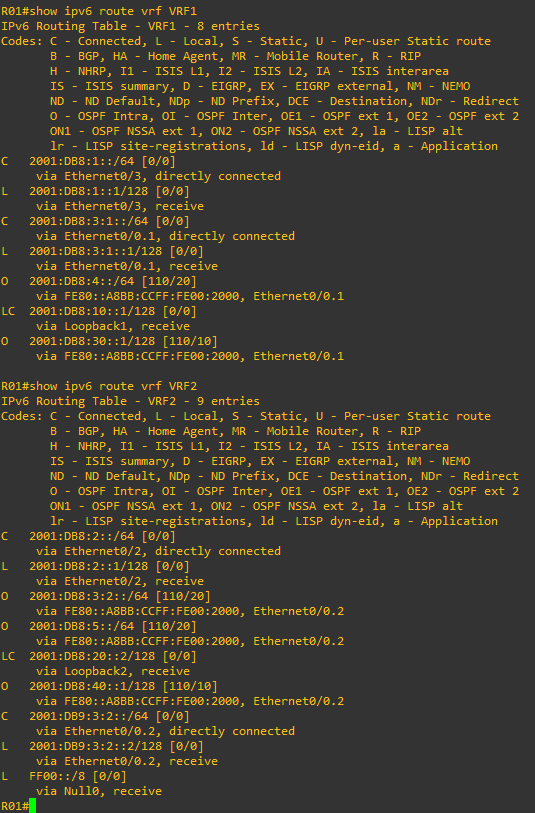 R01#show ipv6 route vrf VRF1
IPv6 Routing Table - VRF1 - 8 entries
Codes: C - Connected, L - Local, S - Static, U - Per-user Static route
       B - BGP, HA - Home Agent, MR - Mobile Router, R - RIP
       H - NHRP, I1 - ISIS L1, I2 - ISIS L2, IA - ISIS interarea
       IS - ISIS summary, D - EIGRP, EX - EIGRP external, NM - NEMO
       ND - ND Default, NDp - ND Prefix, DCE - Destination, NDr - Redirect
       O - OSPF Intra, OI - OSPF Inter, OE1 - OSPF ext 1, OE2 - OSPF ext 2
       ON1 - OSPF NSSA ext 1, ON2 - OSPF NSSA ext 2, la - LISP alt
       lr - LISP site-registrations, ld - LISP dyn-eid, a - Application
C   2001:DB8:1::/64 [0/0]
     via Ethernet0/3, directly connected
L   2001:DB8:1::1/128 [0/0]
     via Ethernet0/3, receive
C   2001:DB8:3:1::/64 [0/0]
     via Ethernet0/0.1, directly connected
L   2001:DB8:3:1::1/128 [0/0]
     via Ethernet0/0.1, receive
O   2001:DB8:4::/64 [110/20]
     via FE80::A8BB:CCFF:FE00:2000, Ethernet0/0.1
LC  2001:DB8:10::1/128 [0/0]
     via Loopback1, receive
O   2001:DB8:30::1/128 [110/10]
     via FE80::A8BB:CCFF:FE00:2000, Ethernet0/0.1
R01#show ipv6 route vrf VRF2
IPv6 Routing Table - VRF2 - 9 entries
Codes: C - Connected, L - Local, S - Static, U - Per-user Static route
       B - BGP, HA - Home Agent, MR - Mobile Router, R - RIP
       H - NHRP, I1 - ISIS L1, I2 - ISIS L2, IA - ISIS interarea
       IS - ISIS summary, D - EIGRP, EX - EIGRP external, NM - NEMO
       ND - ND Default, NDp - ND Prefix, DCE - Destination, NDr - Redirect
       O - OSPF Intra, OI - OSPF Inter, OE1 - OSPF ext 1, OE2 - OSPF ext 2
       ON1 - OSPF NSSA ext 1, ON2 - OSPF NSSA ext 2, la - LISP alt
       lr - LISP site-registrations, ld - LISP dyn-eid, a - Application
C   2001:DB8:2::/64 [0/0]
     via Ethernet0/2, directly connected
L   2001:DB8:2::1/128 [0/0]
     via Ethernet0/2, receive
O   2001:DB8:3:2::/64 [110/20]
     via FE80::A8BB:CCFF:FE00:2000, Ethernet0/0.2
O   2001:DB8:5::/64 [110/20]
     via FE80::A8BB:CCFF:FE00:2000, Ethernet0/0.2
LC  2001:DB8:20::2/128 [0/0]
     via Loopback2, receive
O   2001:DB8:40::1/128 [110/10]
     via FE80::A8BB:CCFF:FE00:2000, Ethernet0/0.2
C   2001:DB9:3:2::/64 [0/0]
     via Ethernet0/0.2, directly connected
L   2001:DB9:3:2::2/128 [0/0]
     via Ethernet0/0.2, receive
L   FF00::/8 [0/0]
     via Null0, receive
R01#